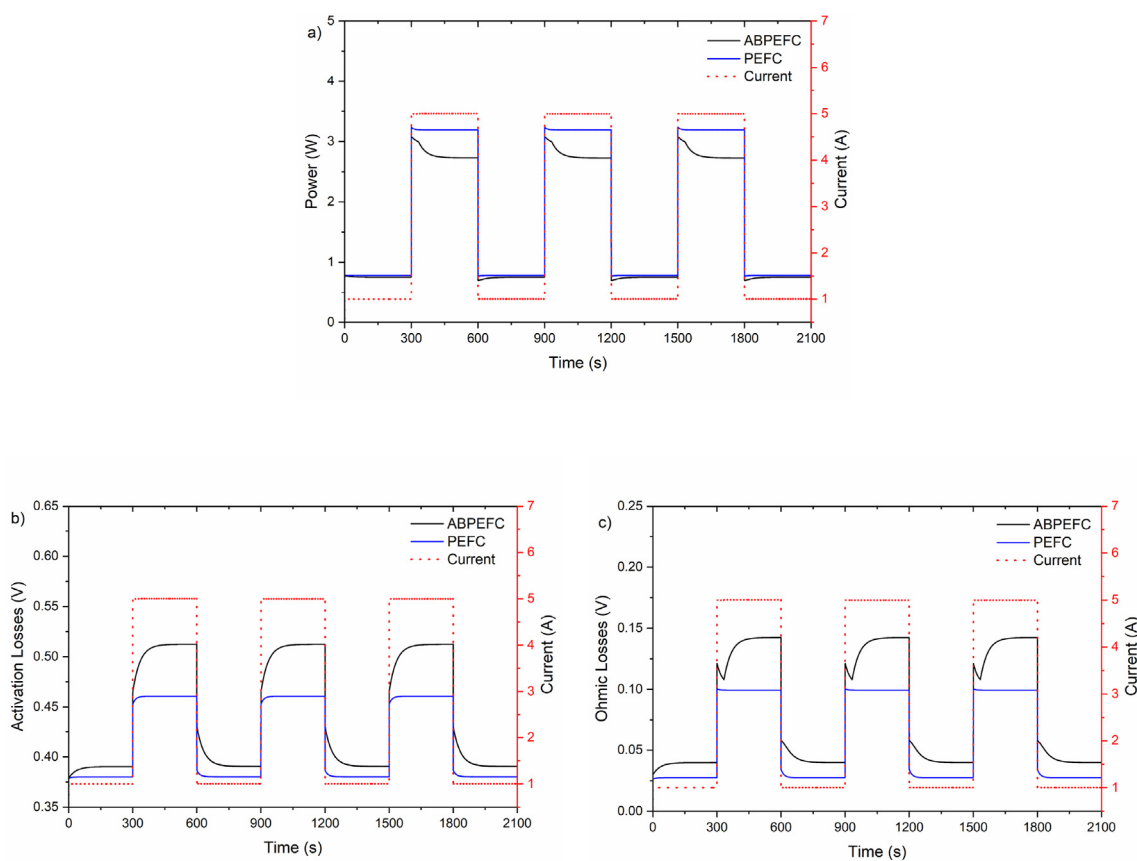 a)
ABPEFC
PEFC
Current
Power (W)
5
4
3
2
1
0
Current (A)
7
6
5
4
3
2
1
0 300 600 900 1200 1500 1800 2100
Time (s)
b)
ABPEFC
PEFC
Current
Activation Losses (V)
0.65
0.60
0.55
0.50
0.45
0.40
0.35
Current (A)
7
6
5
4
3
2
1
0 300 600 900 1200 1500 1800 2100
Time (s)
c)
ABPEFC
PEFC
Current
Ohmic Losses (V)
0.25
0.20
0.15
0.10
0.05
0.00
Current (A)
7
6
5
4
3
2
1
0 300 600 900 1200 1500 1800 2100
Time (s)